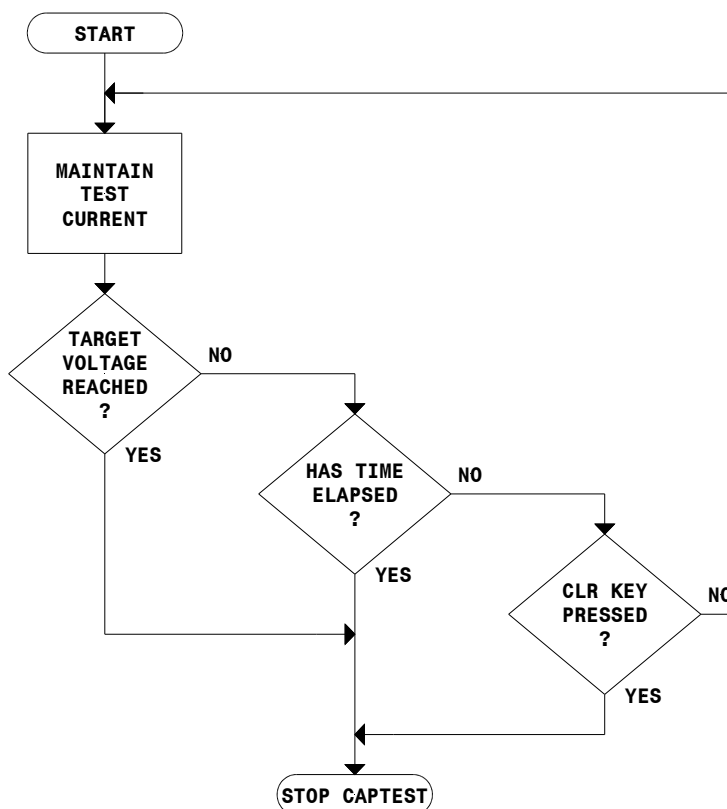 START
MAINTAIN
TEST
CURRENT
TARGET
VOLTAGE
REACHED
?
NO
YES
HAS TIME
ELAPSED
?
NO
YES
CLR KEY
PRESSED
?
NO
YES
STOP CAPTEST